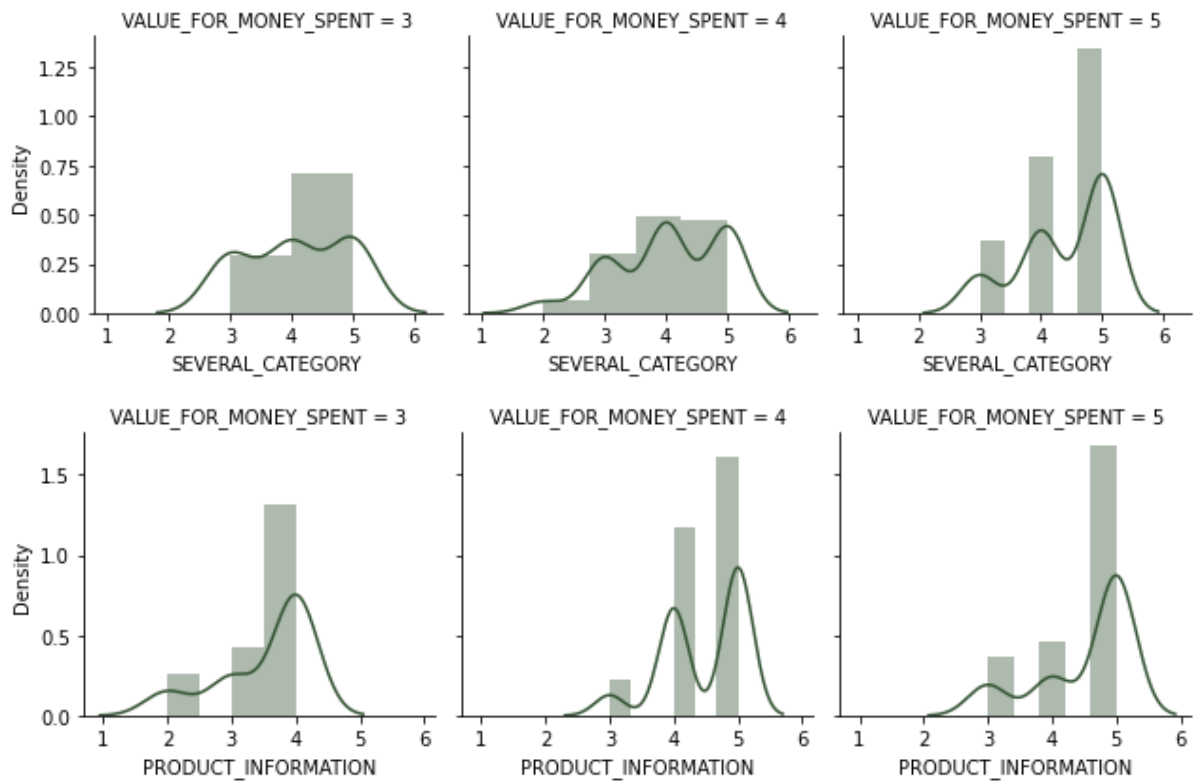 VALUE_FOR_MONEY_SPENT = 3
VALUE_FOR_MONEY_SPENT = 4
VALUE_FOR_MONEY_SPENT = 5
Density
1.25
1.00
0.75
0.50
0.25
0.00
1 2 3 4 5 6
1 2 3 4 5 6
1 2 3 4 5 6
SEVERAL_CATEGORY
SEVERAL_CATEGORY
SEVERAL_CATEGORY
VALUE_FOR_MONEY_SPENT = 3
VALUE_FOR_MONEY_SPENT = 4
VALUE_FOR_MONEY_SPENT = 5
Density
1.5
1.0
0.5
0.0
1 2 3 4 5 6
1 2 3 4 5 6
1 2 3 4 5 6
PRODUCT_INFORMATION
PRODUCT_INFORMATION
PRODUCT_INFORMATION